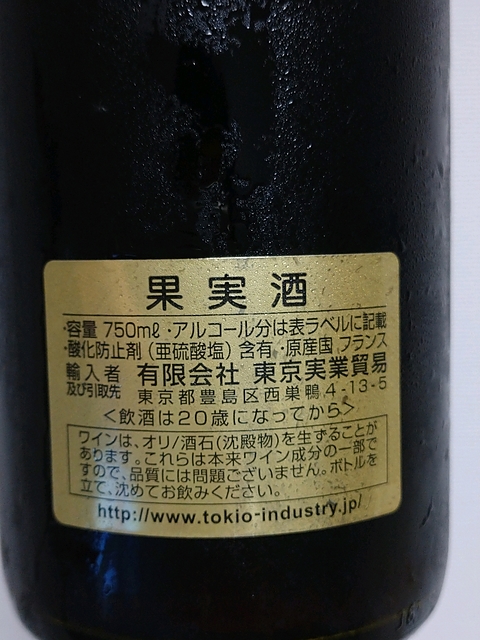 果実酒
・容量 750mℓ ・アルコール分は表ラベルに記載
・酸化防止剤（亜硫酸塩）含有 ・原産国 フランス
輸入者及び引取先 有限会社 東京実業貿易
東京都豊島区西巣鴨4-13-5
＜飲酒は20歳になってから＞
ワインは、オリ/酒石(沈殿物)を生ずることが
あります。これらは本来ワイン成分の一部で
すので、品質には問題ございません。ボトルを
立て、沈めてお飲みください。
http://www.tokio-industry.jp/